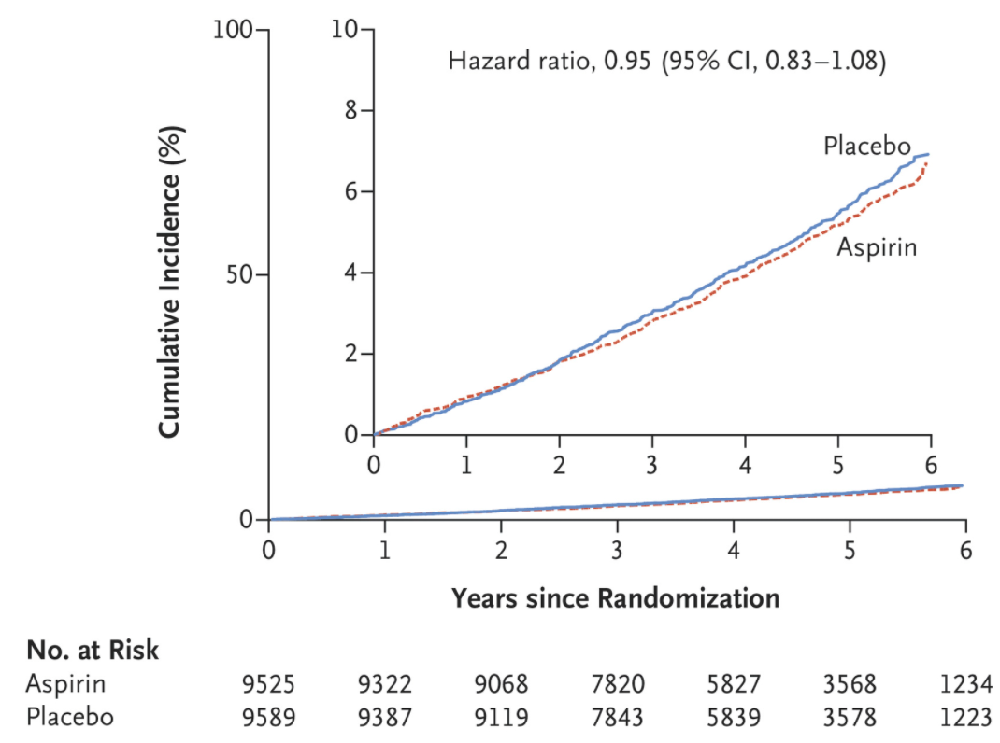 100
10
Hazard ratio, 0.95 (95% CI, 0.83–1.08)
8
Placebo
6
Aspirin
50
4
2
0
0 1 2 3 4 5 6
0
0 1 2 3 4 5 6
Cumulative Incidence (%)
Years since Randomization
No. at Risk
Aspirin 9525 9322 9068 7820 5827 3568 1234
Placebo 9589 9387 9119 7843 5839 3578 1223